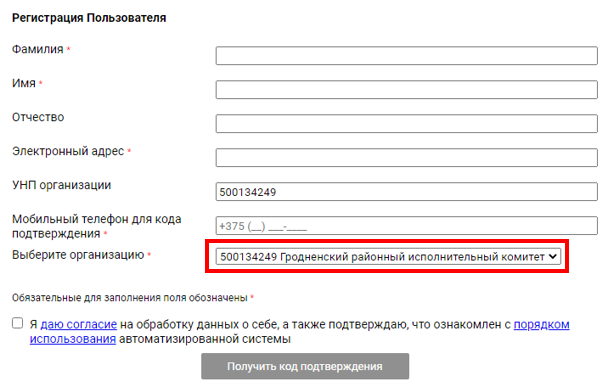 Регистрация Пользователя
Фамилия *
Имя *
Отчество
Электронный адрес *
УНП организации 500134249
Мобильный телефон для кода
подтверждения * +375 (__) ___-____
Выберите организацию * 500134249 Гродненский районный исполнительный комитет
Обязательные для заполнения поля обозначены *
Я даю согласие на обработку данных о себе, а также подтверждаю, что ознакомлен с порядком
использования автоматизированной системы
Получить код подтверждения